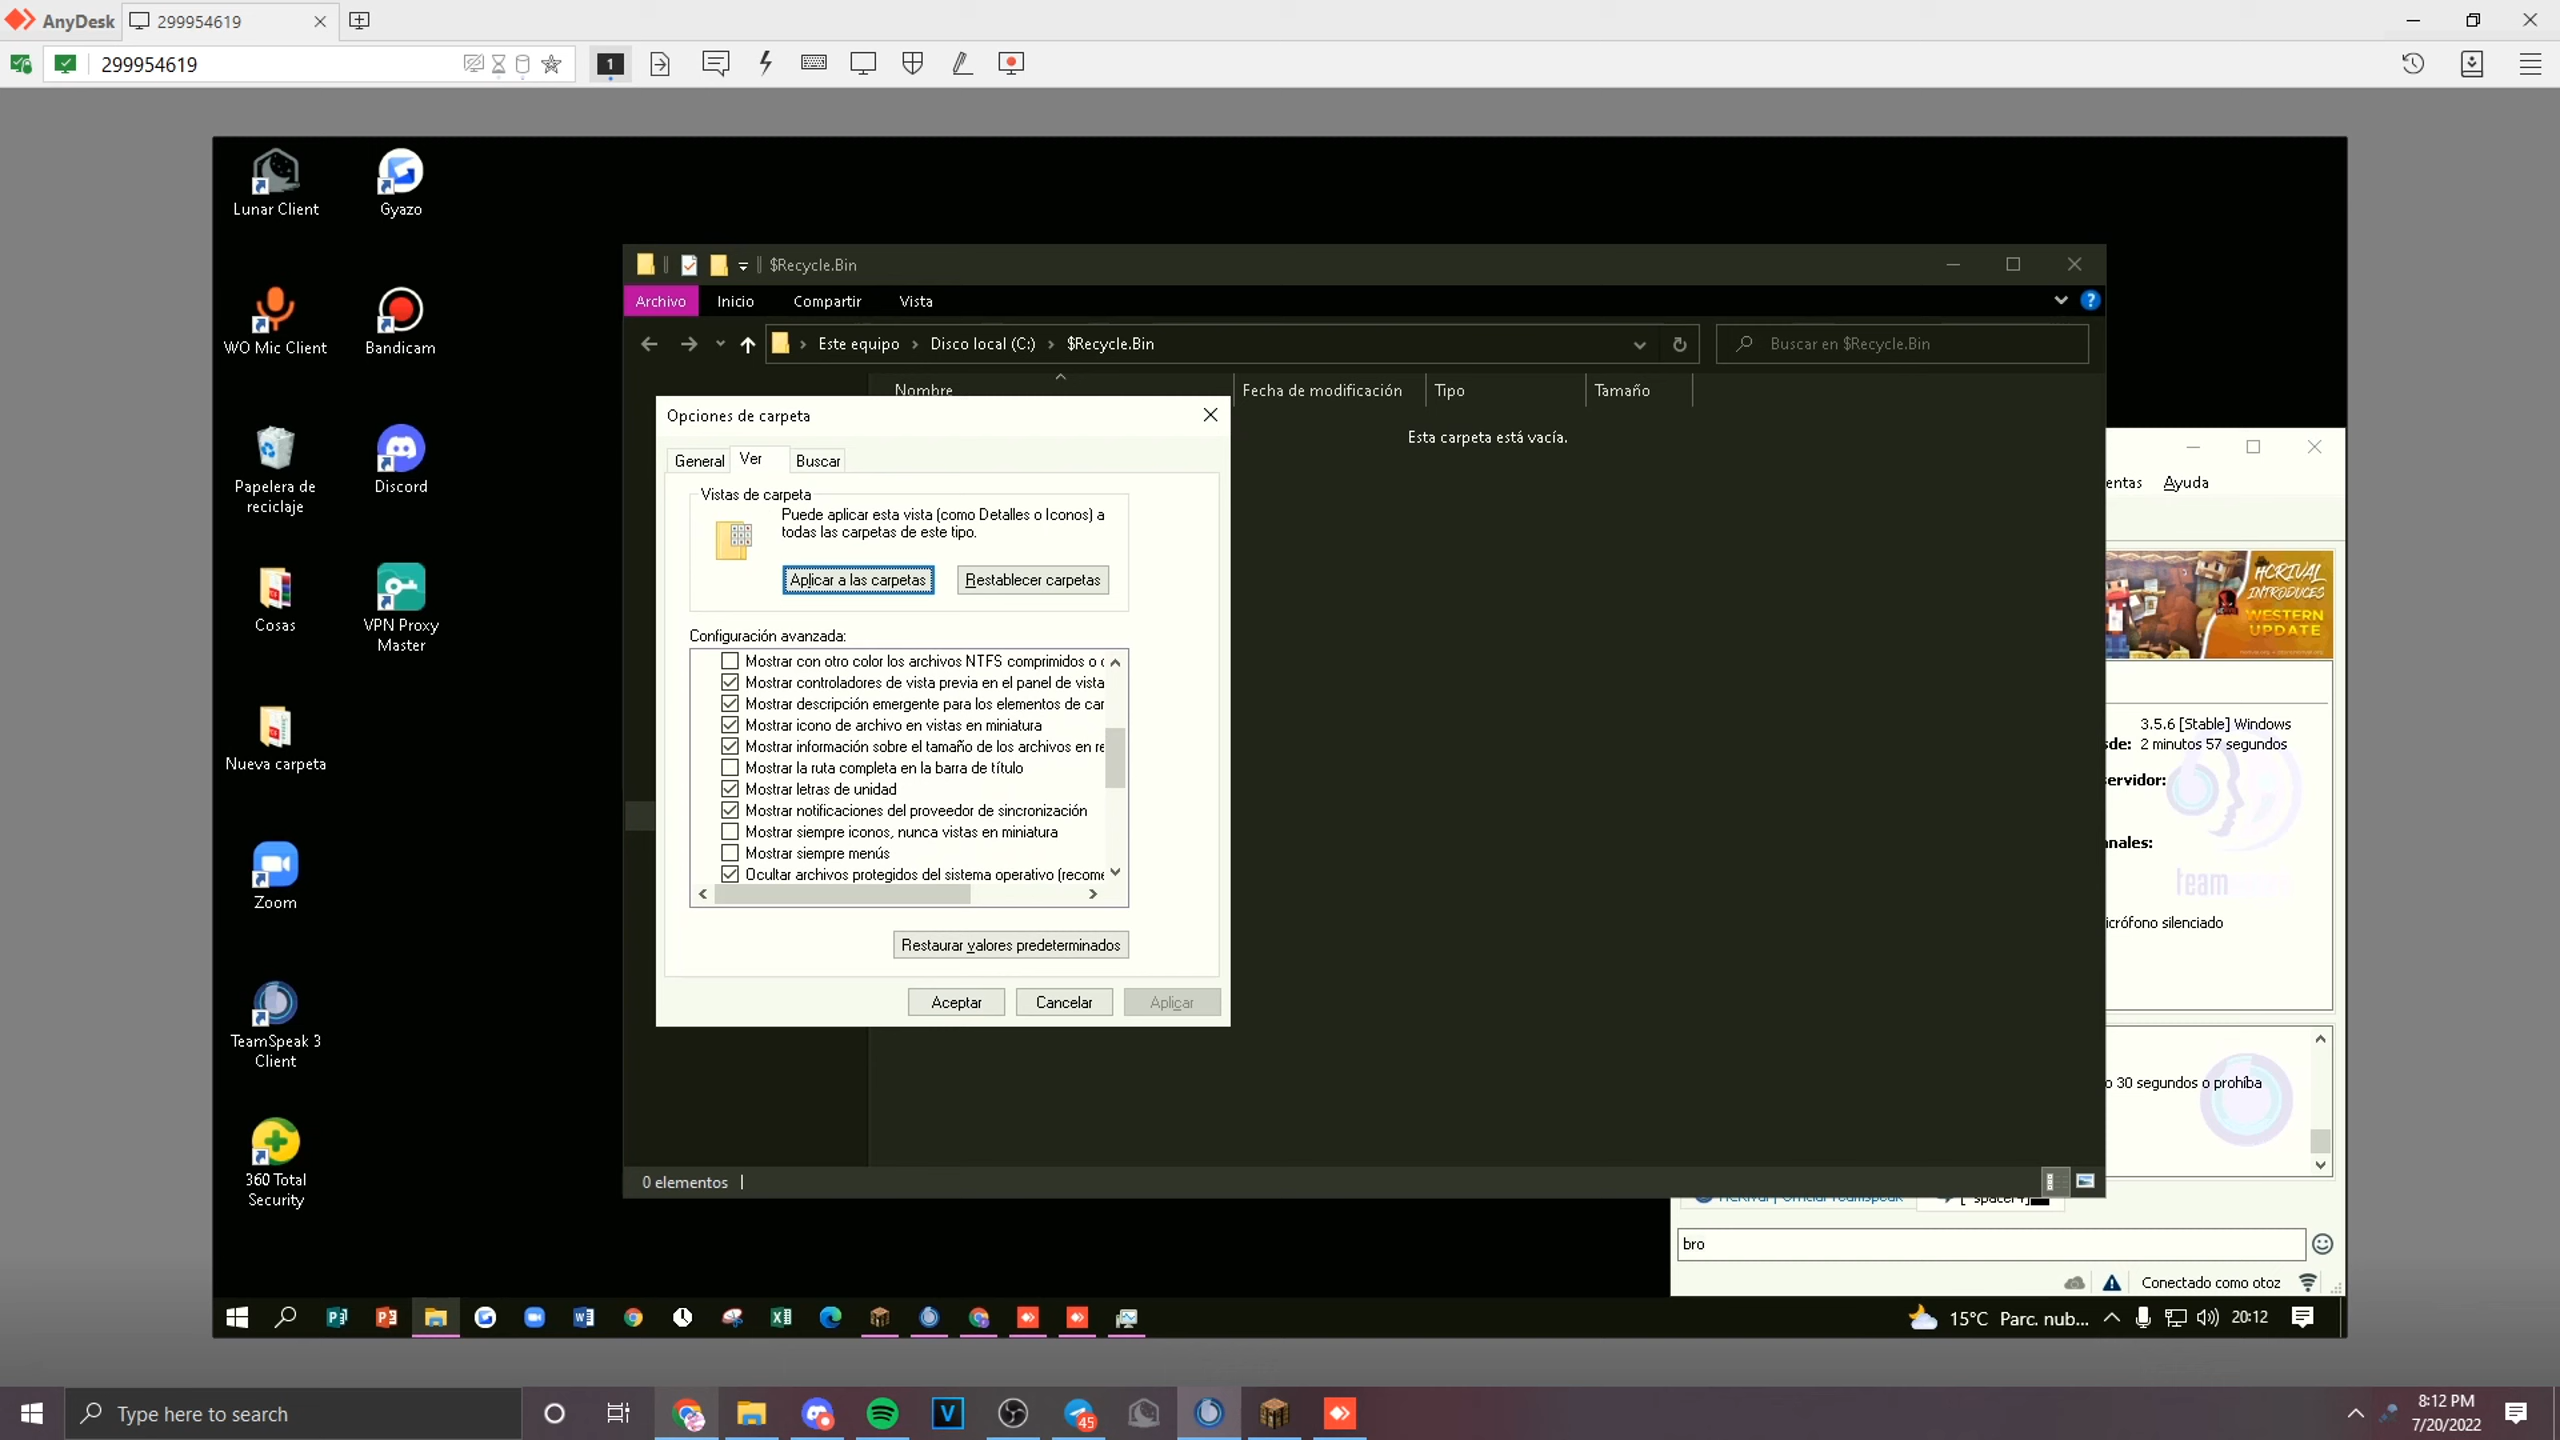 AnyDesk
299954619
299954619
1
Lunar Client
Gyazo
WO Mic Client
Bandicam
Papelera de
reciclaje
Discord
Cosas
VPN Proxy
Master
Nueva carpeta
Zoom
TeamSpeak 3
Client
360 Total
Security
$Recycle.Bin
Archivo
Inicio
Compartir
Vista
Este equipo
Disco local (C:)
$Recycle.Bin
Buscar en $Recycle.Bin
Nombre
Fecha de modificación
Tipo
Tamaño
Esta carpeta está vacía.
Opciones de carpeta
General
Ver
Buscar
Vistas de carpeta
Puede aplicar esta vista (como Detalles o Iconos) a
todas las carpetas de este tipo.
Aplicar a las carpetas
Restablecer carpetas
Configuración avanzada:
Mostrar con otro color los archivos NTFS comprimidos o c
Mostrar controladores de vista previa en el panel de vista
Mostrar descripción emergente para los elementos de car
Mostrar icono de archivo en vistas en miniatura
Mostrar información sobre el tamaño de los archivos en re
Mostrar la ruta completa en la barra de título
Mostrar letras de unidad
Mostrar notificaciones del proveedor de sincronización
Mostrar siempre iconos, nunca vistas en miniatura
Mostrar siempre menús
Ocultar archivos protegidos del sistema operativo (recome
Restaurar valores predeterminados
Aceptar
Cancelar
Aplicar
0 elementos
entas
Ayuda
HCRIVAL
INTRODUCES
WESTERN
UPDATE
3.5.6 [Stable] Windows
sde: 2 minutos 57 segundos
ervidor:
nales:
team
icrófono silenciado
o 30 segundos o prohíba
HCRival | Official TeamSpeak
bro
Conectado como otoz
15°C Parc. nub...
20:12
Type here to search
45
8:12 PM
7/20/2022